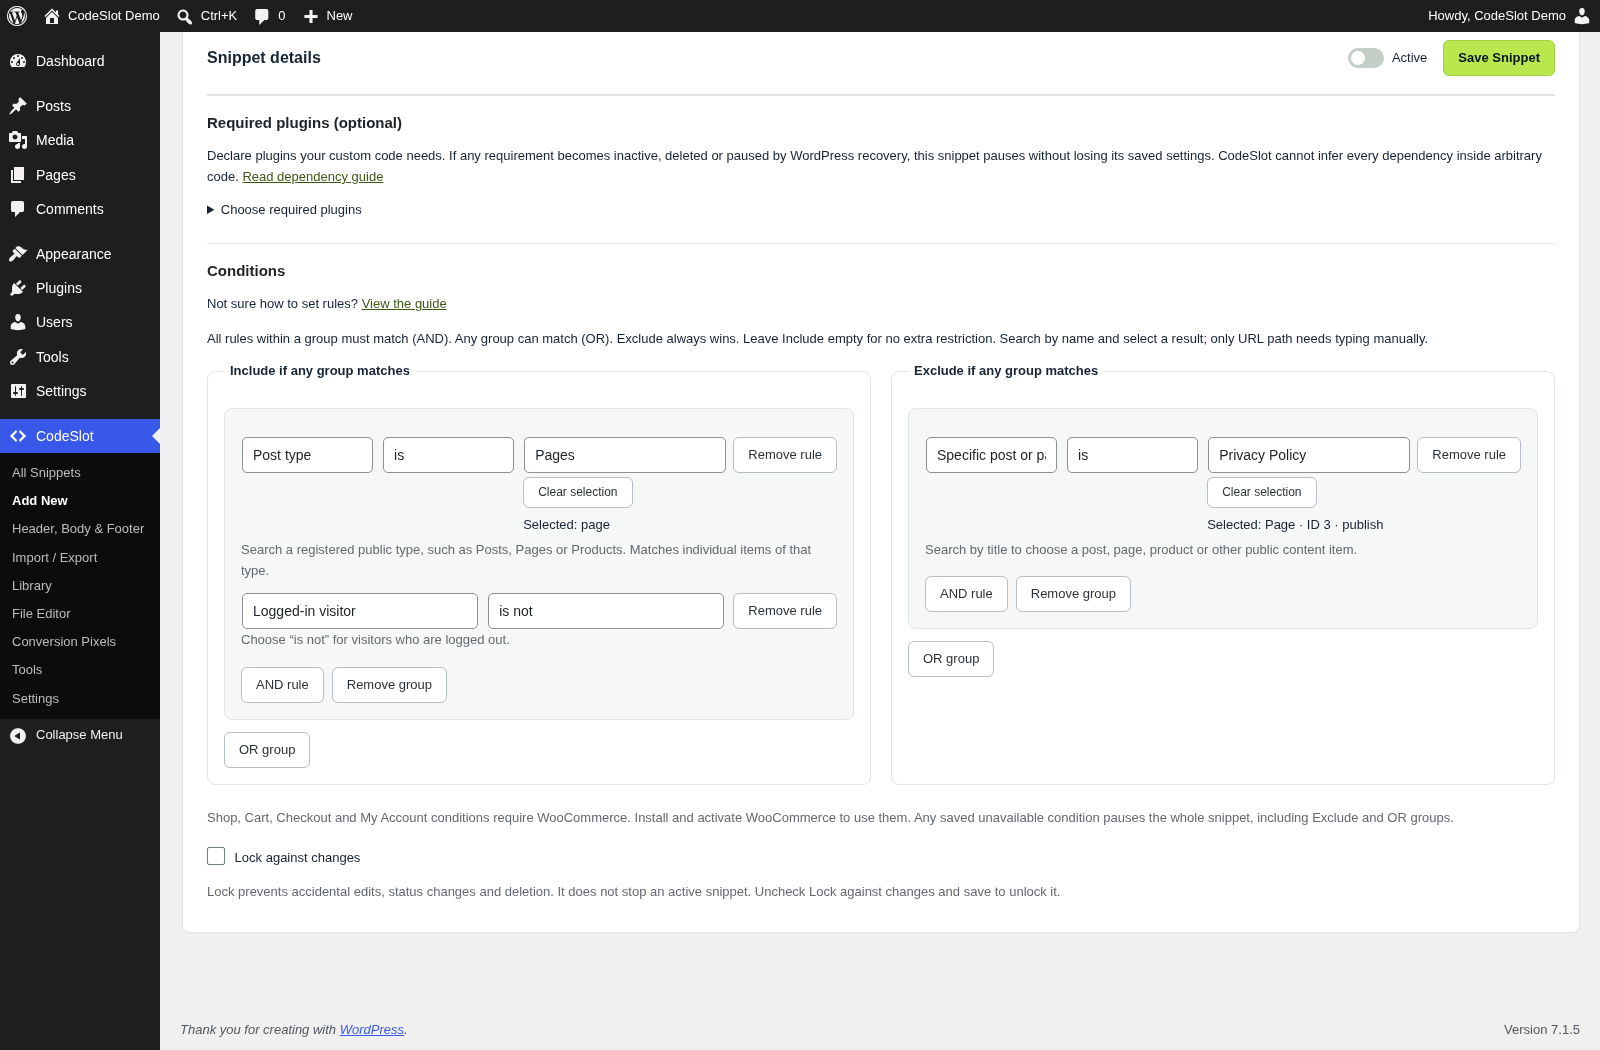 CodeSlot Demo
Ctrl+K
0
New
Howdy, CodeSlot Demo
Dashboard
Posts
Media
Pages
Comments
Appearance
Plugins
Users
Tools
Settings
CodeSlot
All Snippets
Add New
Header, Body & Footer
Import / Export
Library
File Editor
Conversion Pixels
Tools
Settings
Collapse Menu
Snippet details
Active
Save Snippet
Required plugins (optional)
Declare plugins your custom code needs. If any requirement becomes inactive, deleted or paused by WordPress recovery, this snippet pauses without losing its saved settings. CodeSlot cannot infer every dependency inside arbitrary
code. Read dependency guide
Choose required plugins
Conditions
Not sure how to set rules? View the guide
All rules within a group must match (AND). Any group can match (OR). Exclude always wins. Leave Include empty for no extra restriction. Search by name and select a result; only URL path needs typing manually.
Include if any group matches
Post type
is
Pages
Remove rule
Clear selection
Selected: page
Search a registered public type, such as Posts, Pages or Products. Matches individual items of that
type.
Logged-in visitor
is not
Remove rule
Choose “is not” for visitors who are logged out.
AND rule
Remove group
OR group
Exclude if any group matches
Specific post or pa
is
Privacy Policy
Remove rule
Clear selection
Selected: Page · ID 3 · publish
Search by title to choose a post, page, product or other public content item.
AND rule
Remove group
OR group
Shop, Cart, Checkout and My Account conditions require WooCommerce. Install and activate WooCommerce to use them. Any saved unavailable condition pauses the whole snippet, including Exclude and OR groups.
Lock against changes
Lock prevents accidental edits, status changes and deletion. It does not stop an active snippet. Uncheck Lock against changes and save to unlock it.
Thank you for creating with WordPress.
Version 7.1.5